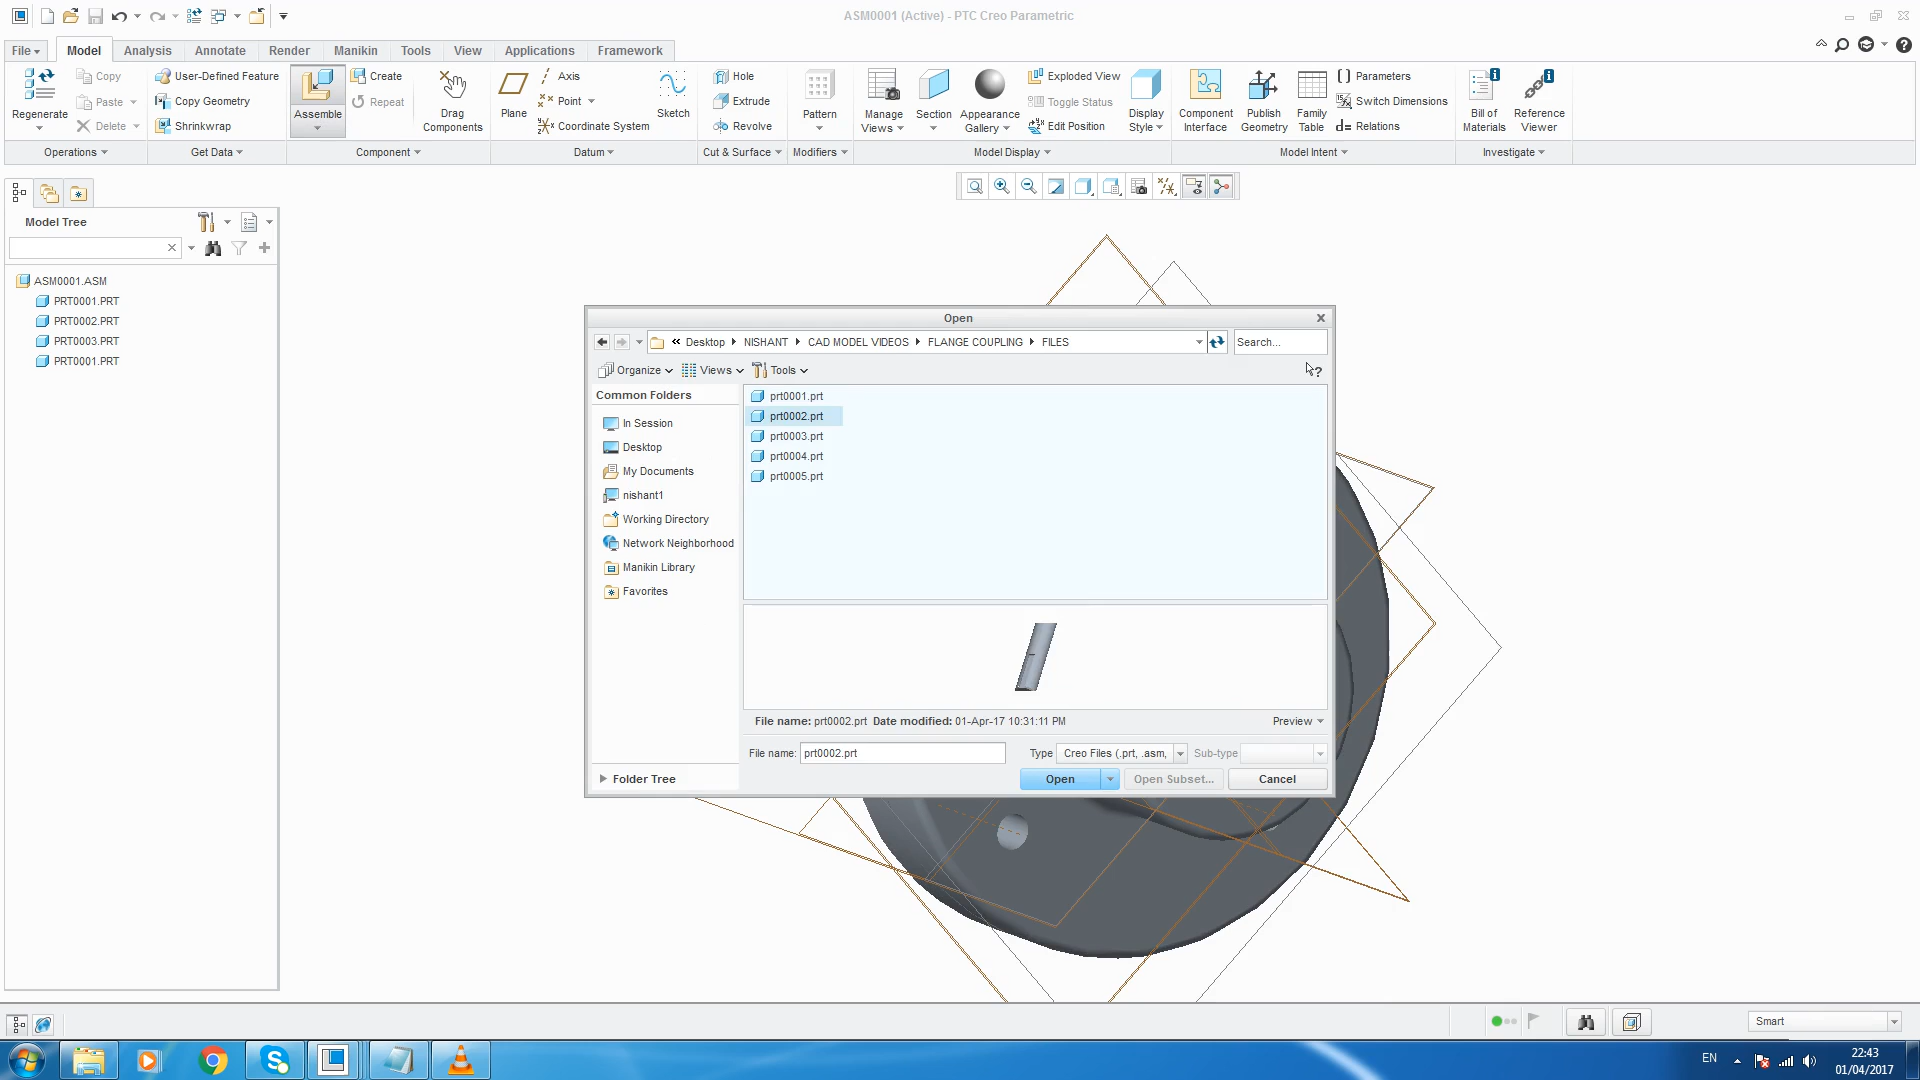 ASM0001 (Active) - PTC Creo Parametric
File Model Analysis Annotate Render Manikin Tools View Applications Framework
Regenerate
Copy
Paste
Delete
Operations
User-Defined Feature
Copy Geometry
Shrinkwrap
Get Data
Assemble
Create
Repeat
Drag
Components
Component
Plane
Axis
Point
Coordinate System
Sketch
Datum
Hole
Extrude
Revolve
Cut & Surface
Pattern
Modifiers
Manage
Views
Section
Appearance
Gallery
Exploded View
Toggle Status
Edit Position
Display
Style
Model Display
Component
Interface
Publish
Geometry
Family
Table
Parameters
Switch Dimensions
Relations
Model Intent
Bill of
Materials
Reference
Viewer
Investigate
Model Tree
ASM0001.ASM
PRT0001.PRT
PRT0002.PRT
PRT0003.PRT
PRT0001.PRT
Open
« Desktop NISHANT CAD MODEL VIDEOS FLANGE COUPLING FILES
Search...
Organize Views Tools
Common Folders
In Session
Desktop
My Documents
nishant1
Working Directory
Network Neighborhood
Manikin Library
Favorites
Folder Tree
prt0001.prt
prt0002.prt
prt0003.prt
prt0004.prt
prt0005.prt
File name: prt0002.prt Date modified: 01-Apr-17 10:31:11 PM
Preview
File name: prt0002.prt
Type Creo Files (.prt, .asm,
Sub-type
Open
Open Subset...
Cancel
Smart
EN
22:43
01/04/2017